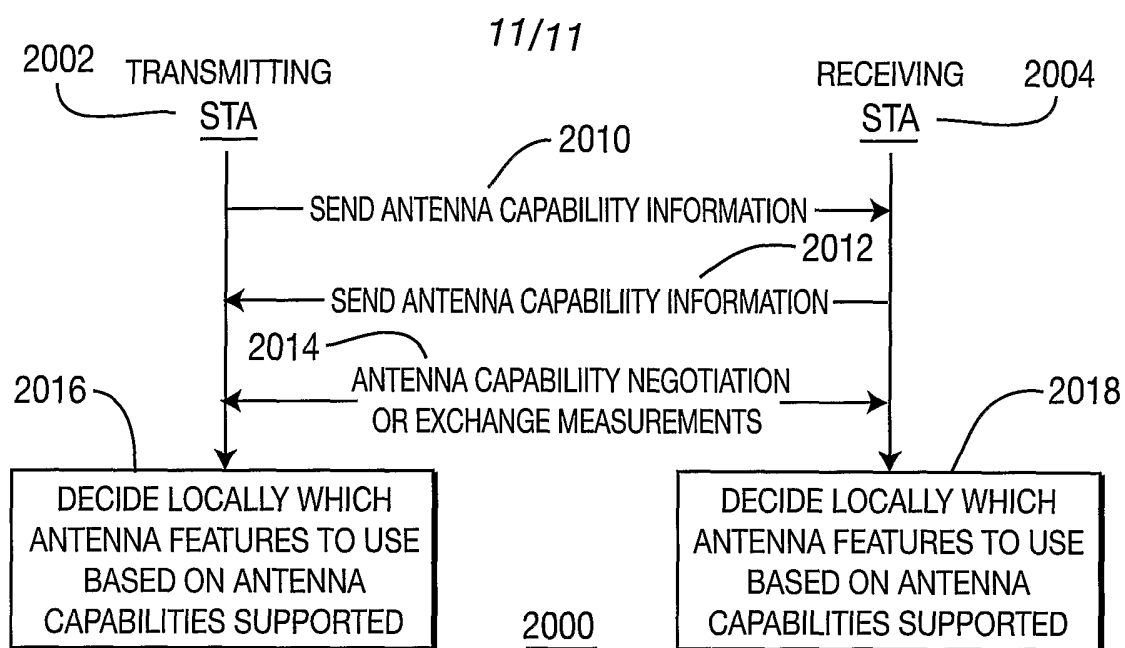 11/11
2002
TRANSMITTING
STA
RECEIVING
STA
2004
2010
SEND ANTENNA CAPABILIITY INFORMATION
2012
SEND ANTENNA CAPABILIITY INFORMATION
2014
ANTENNA CAPABILIITY NEGOTIATION
OR EXCHANGE MEASUREMENTS
2016
2018
DECIDE LOCALLY WHICH
ANTENNA FEATURES TO USE
BASED ON ANTENNA
CAPABILITIES SUPPORTED
DECIDE LOCALLY WHICH
ANTENNA FEATURES TO USE
BASED ON ANTENNA
CAPABILITIES SUPPORTED
2000